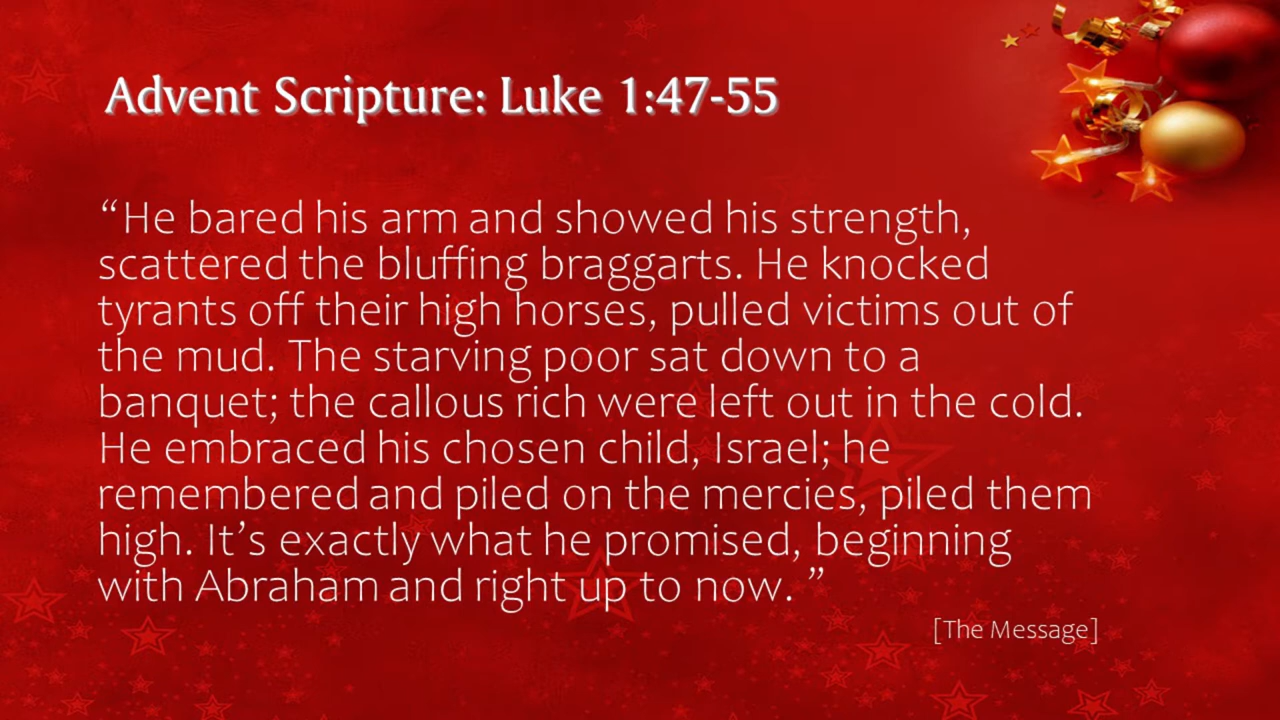 Advent Scripture: Luke 1:47-55
“He bared his arm and showed his strength,
scattered the bluffing braggarts. He knocked
tyrants off their high horses, pulled victims out of
the mud. The starving poor sat down to a
banquet; the callous rich were left out in the cold.
He embraced his chosen child, Israel; he
remembered and piled on the mercies, piled them
high. It’s exactly what he promised, beginning
with Abraham and right up to now. ”
[The Message]